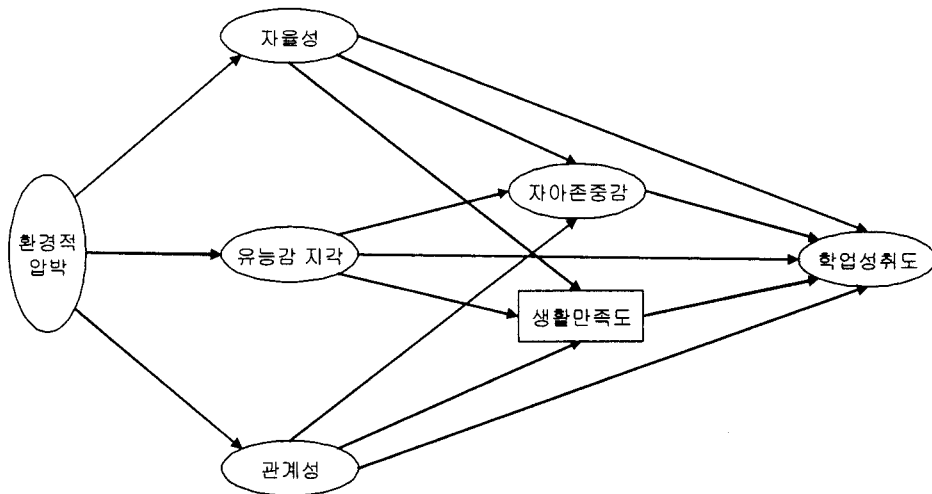 자율성
자아존중감
환경적
압박
유능감 지각
학업성취도
생활만족도
관계성